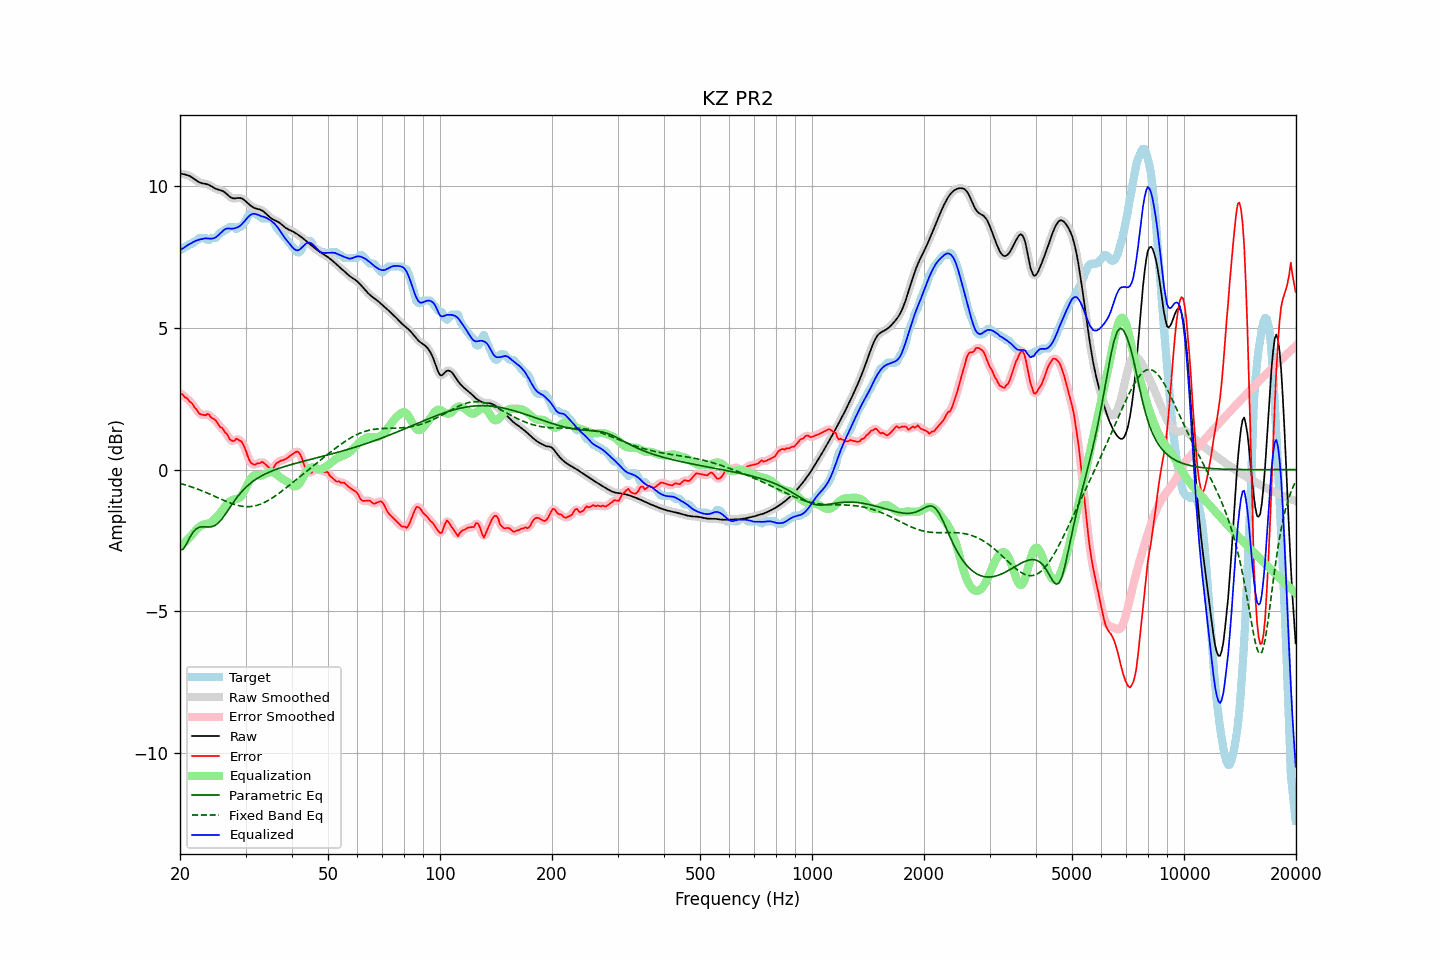 KZ PR2
Amplitude (dBr)
10
5
0
−5
−10
Target
Raw Smoothed
Error Smoothed
Raw
Error
Equalization
Parametric Eq
Fixed Band Eq
Equalized
20 50 100 200 500 1000 2000 5000 10000 20000
Frequency (Hz)